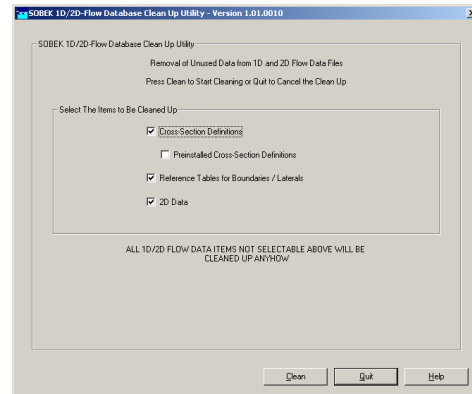 SOBEK 1D/2D-Flow Database Clean Up Utility - Version 1.01.0010
SOBEK 1D/2D-Flow Database Clean Up Utility
Removal of Unused Data from 1D and 2D Flow Data Files
Press Clean to Start Cleaning or Quit to Cancel the Clean Up
Select The Items to Be Cleaned Up
Cross-Section Definitions
Preinstalled Cross-Section Definitions
Reference Tables for Boundaries / Laterals
2D Data
ALL 1D/2D FLOW DATA ITEMS NOT SELECTABLE ABOVE WILL BE
CLEANED UP ANYHOW
Clean Quit Help